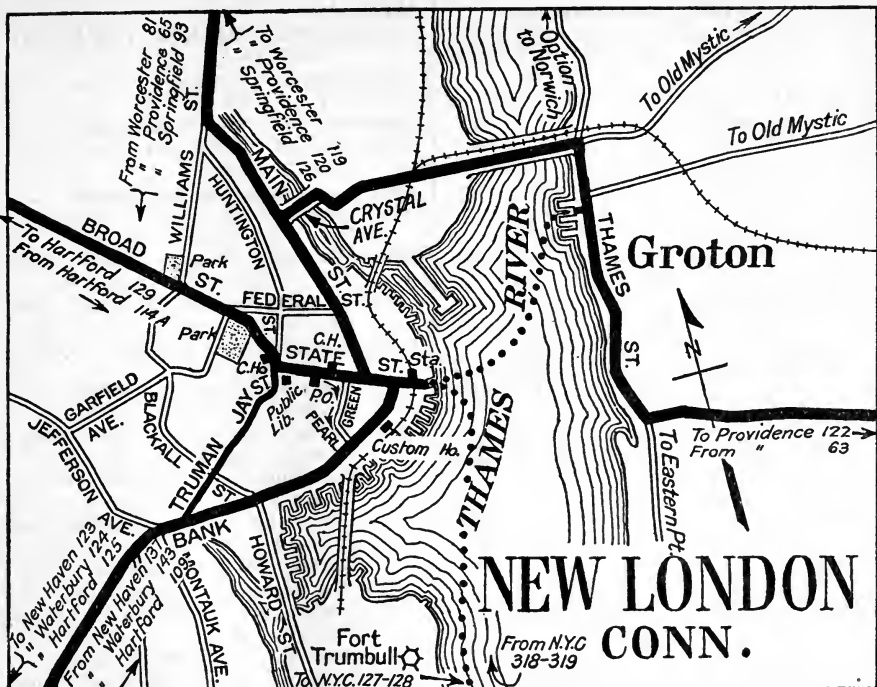 From Worcester 81
" Providence 65
" Springfield 93
To Worcester 119
" Providence 120
" Springfield 126
Option
to Norwich
To Old Mystic
To Old Mystic
WILLIAMS ST.
HUNTINGTON ST.
MAIN ST.
CRYSTAL
AVE.
BROAD ST.
To Hartford 129
From Hartford 114A
Park
Park
FEDERAL ST.
C.H.
STATE ST.
Sta.
C.Ho.
JAY ST.
Public
Lib.
P.O.
PEARL
GREEN
Custom Ho.
GARFIELD
AVE.
BLACKALL ST.
JEFFERSON AVE.
TRUMAN
BANK
HOWARD ST.
MONTAUK AVE.
THAMES RIVER
THAMES ST.
Groton
N
To Providence 122
From " 63
To Eastern Pt.
To New Haven 123
" Waterbury 124
" Hartford 125
From New Haven 131
" Waterbury 143
" Hartford 109
Fort
Trumbull
To N.Y.C. 127-128
From N.Y.C
318-319
NEW LONDON
CONN.